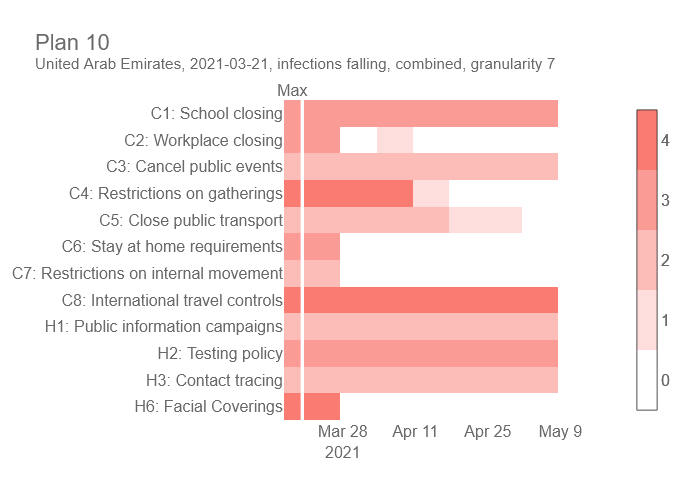 Plan 10
United Arab Emirates, 2021-03-21, infections falling, combined, granularity 7
Max
C1: School closing
C2: Workplace closing
C3: Cancel public events
C4: Restrictions on gatherings
C5: Close public transport
C6: Stay at home requirements
C7: Restrictions on internal movement
C8: International travel controls
H1: Public information campaigns
H2: Testing policy
H3: Contact tracing
H6: Facial Coverings
Mar 28 Apr 11 Apr 25 May 9
2021
4
3
2
1
0